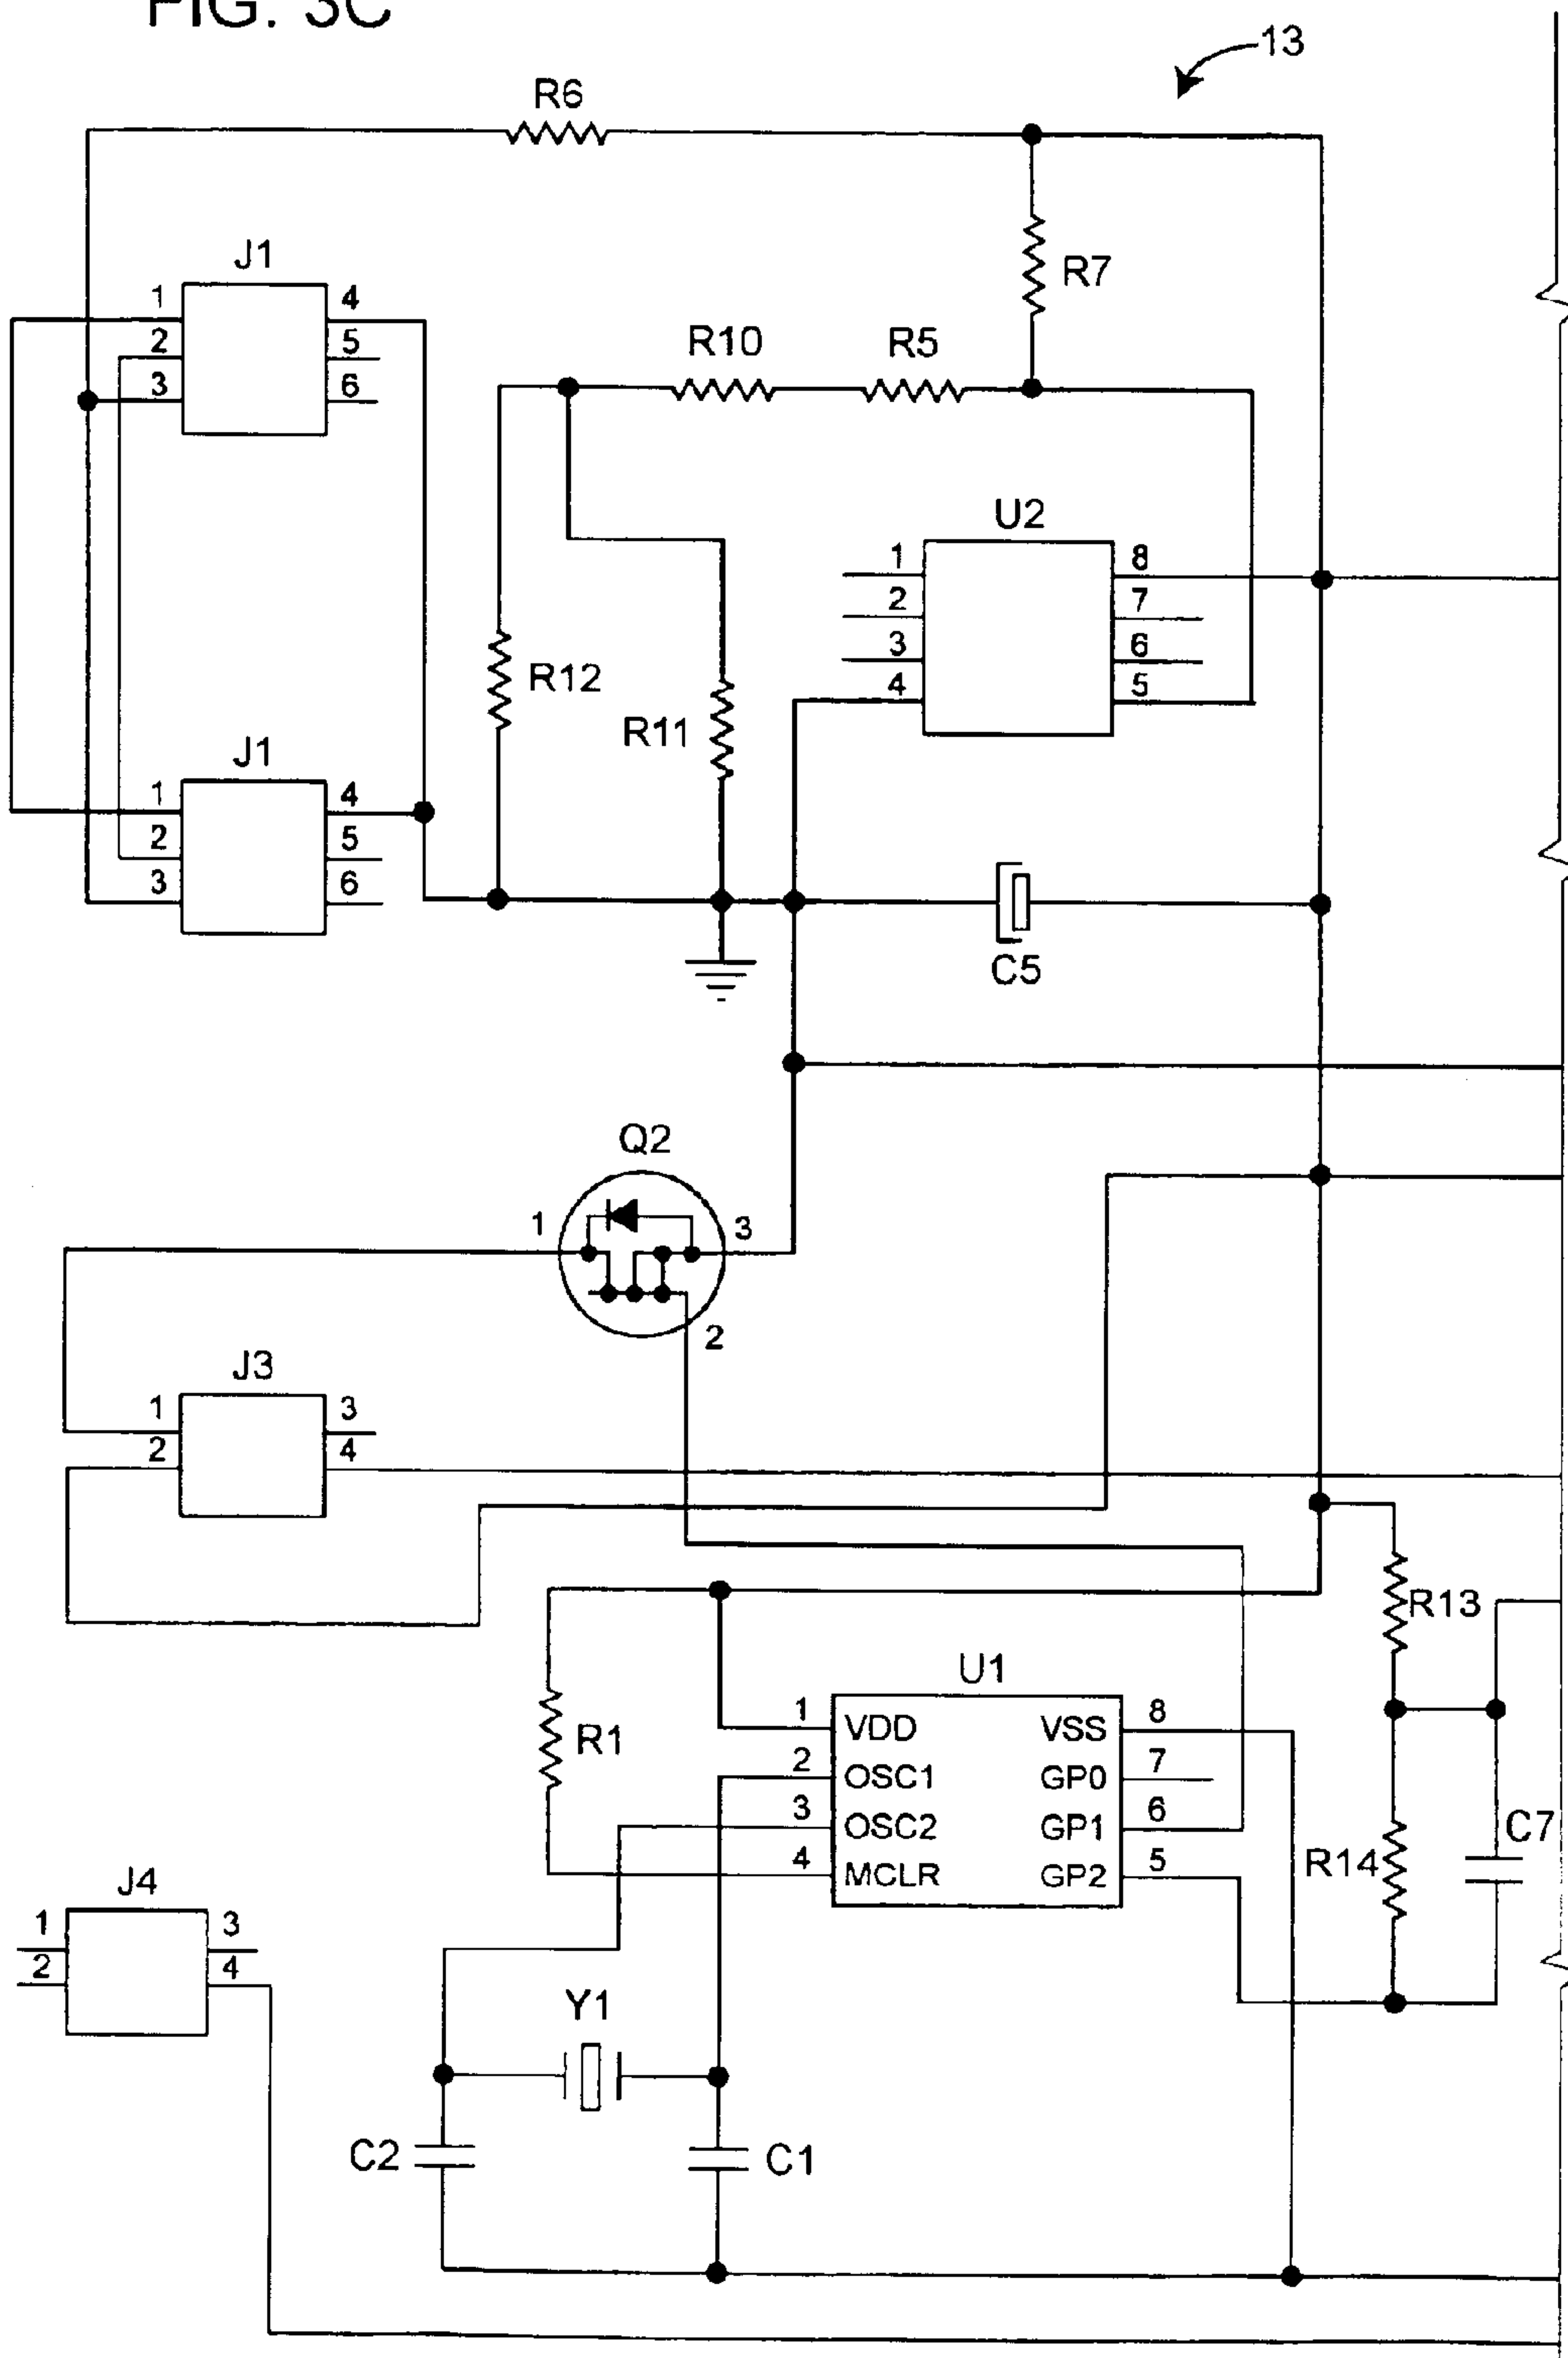 FIG. 3C
13
R6
R7
J1
1
2
3
4
5
6
R10
R5
U2
1
2
3
4
8
7
6
5
R12
R11
J1
1
2
3
4
5
6
C5
Q2
1
3
2
J3
1
2
3
4
R13
U1
R1
1
2
3
4
VDD
OSC1
OSC2
MCLR
VSS
GP0
GP1
GP2
8
7
6
5
R14
C7
J4
1
2
3
4
Y1
C2
C1